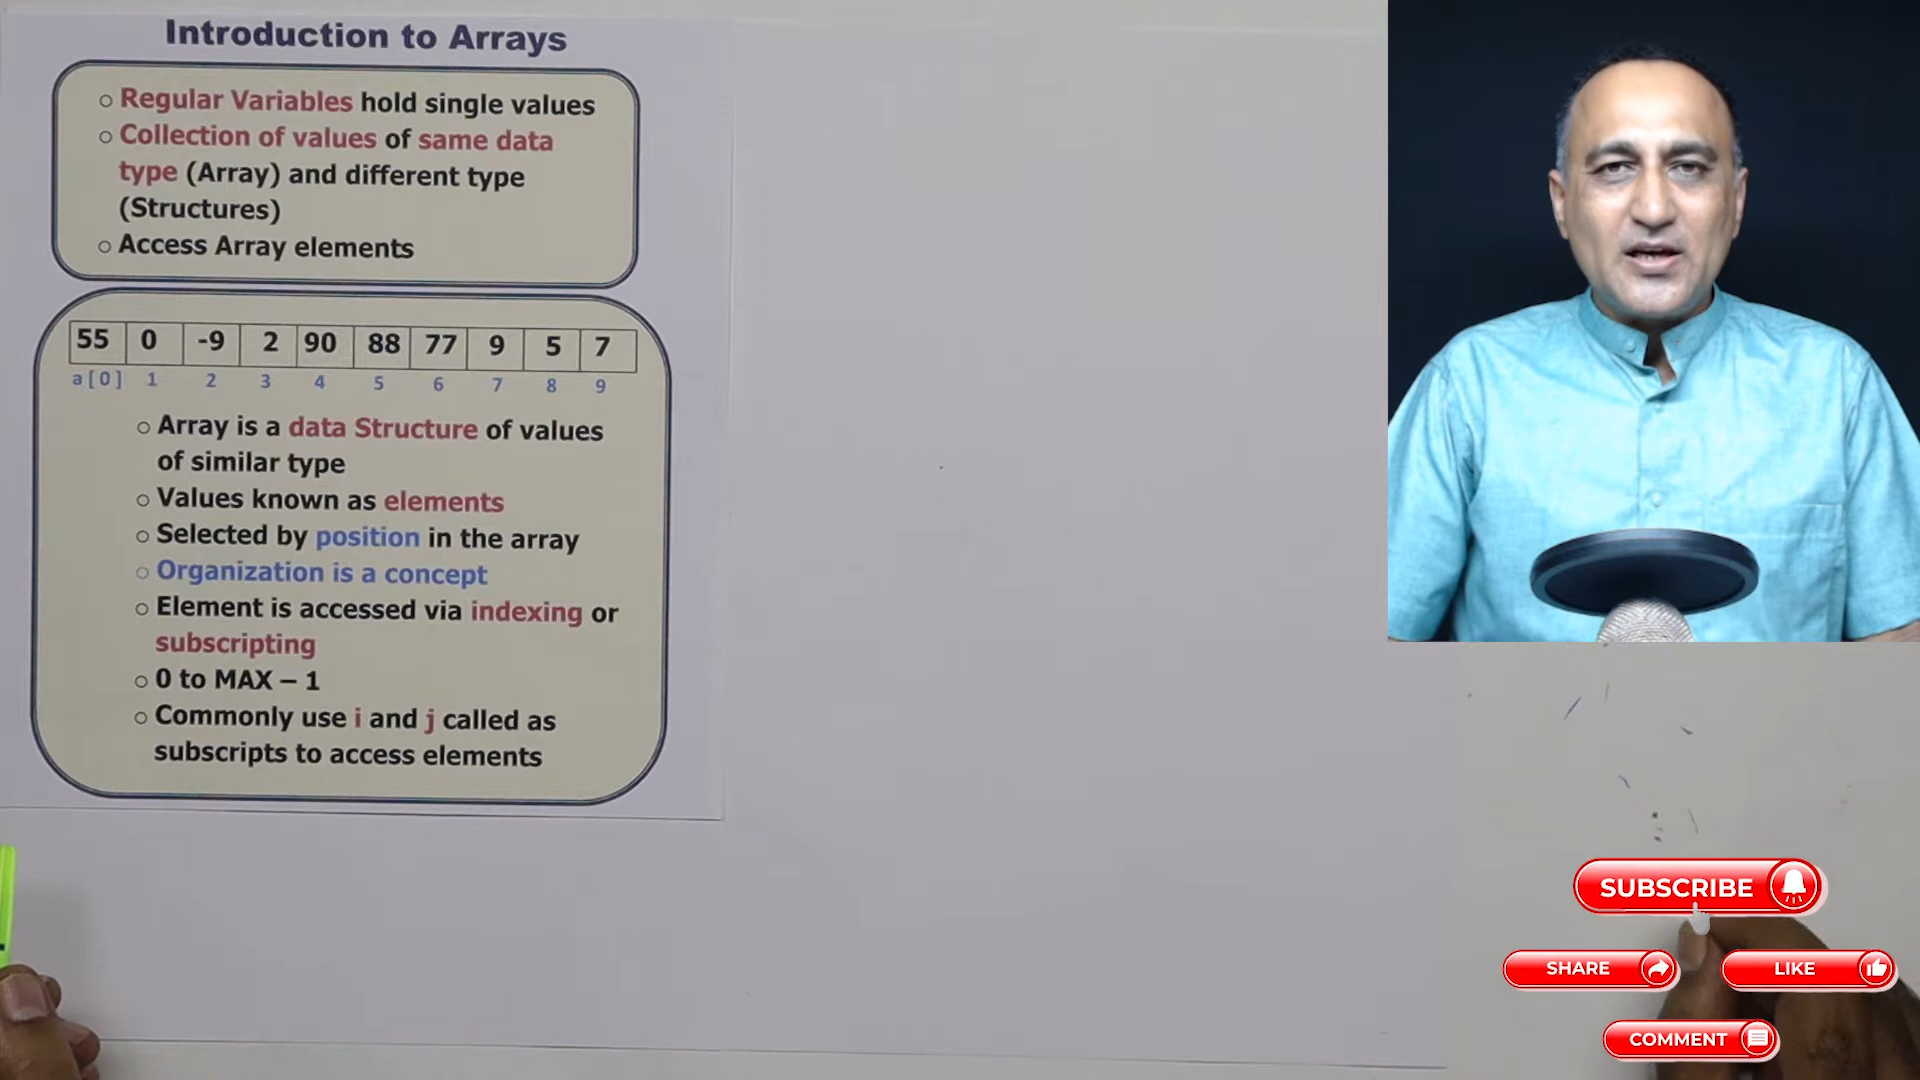 Introduction to Arrays
○ Regular Variables hold single values
○ Collection of values of same data
type (Array) and different type
(Structures)
○ Access Array elements
55 0 -9 2 90 88 77 9 5 7
a[0] 1 2 3 4 5 6 7 8 9
○ Array is a data Structure of values
of similar type
○ Values known as elements
○ Selected by position in the array
○ Organization is a concept
○ Element is accessed via indexing or
subscripting
○ 0 to MAX – 1
○ Commonly use i and j called as
subscripts to access elements
SUBSCRIBE
SHARE
LIKE
COMMENT